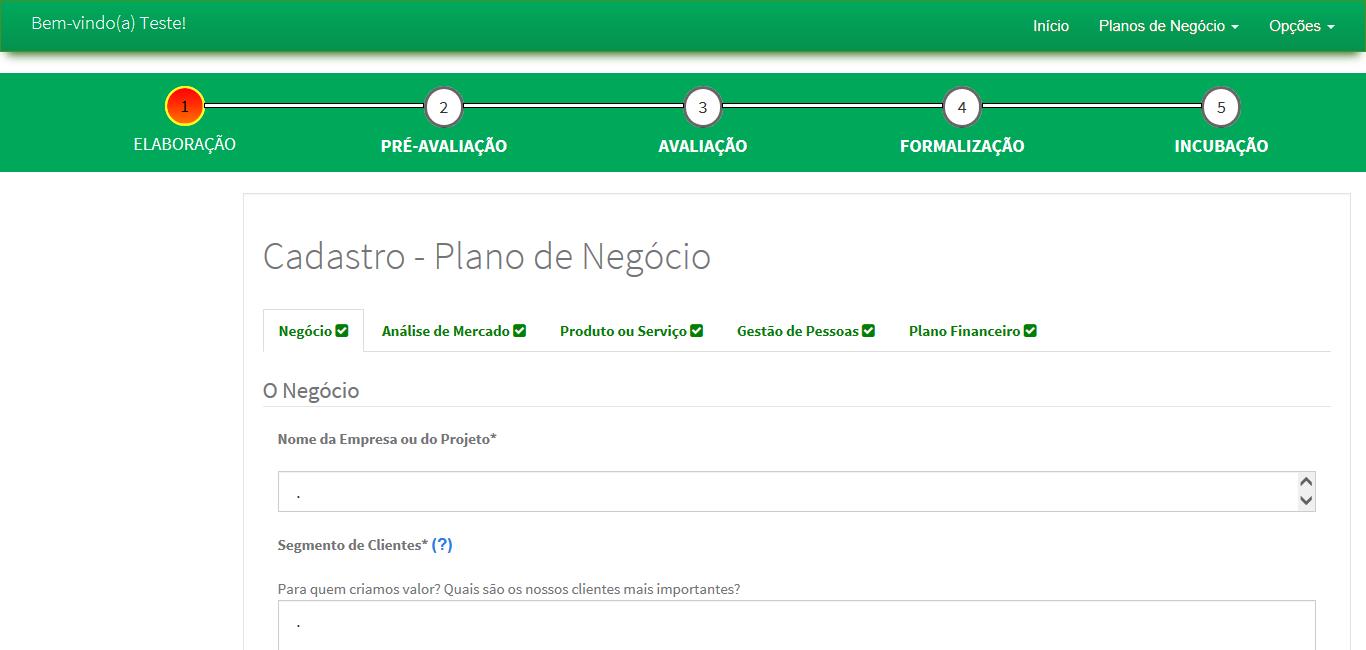 Bem-vindo(a) Teste!
Início Planos de Negócio Opções
1 2 3 4 5
ELABORAÇÃO PRÉ-AVALIAÇÃO AVALIAÇÃO FORMALIZAÇÃO INCUBAÇÃO
Cadastro - Plano de Negócio
Negócio Análise de Mercado Produto ou Serviço Gestão de Pessoas Plano Financeiro
O Negócio
Nome da Empresa ou do Projeto*
.
Segmento de Clientes* (?)
Para quem criamos valor? Quais são os nossos clientes mais importantes?
.